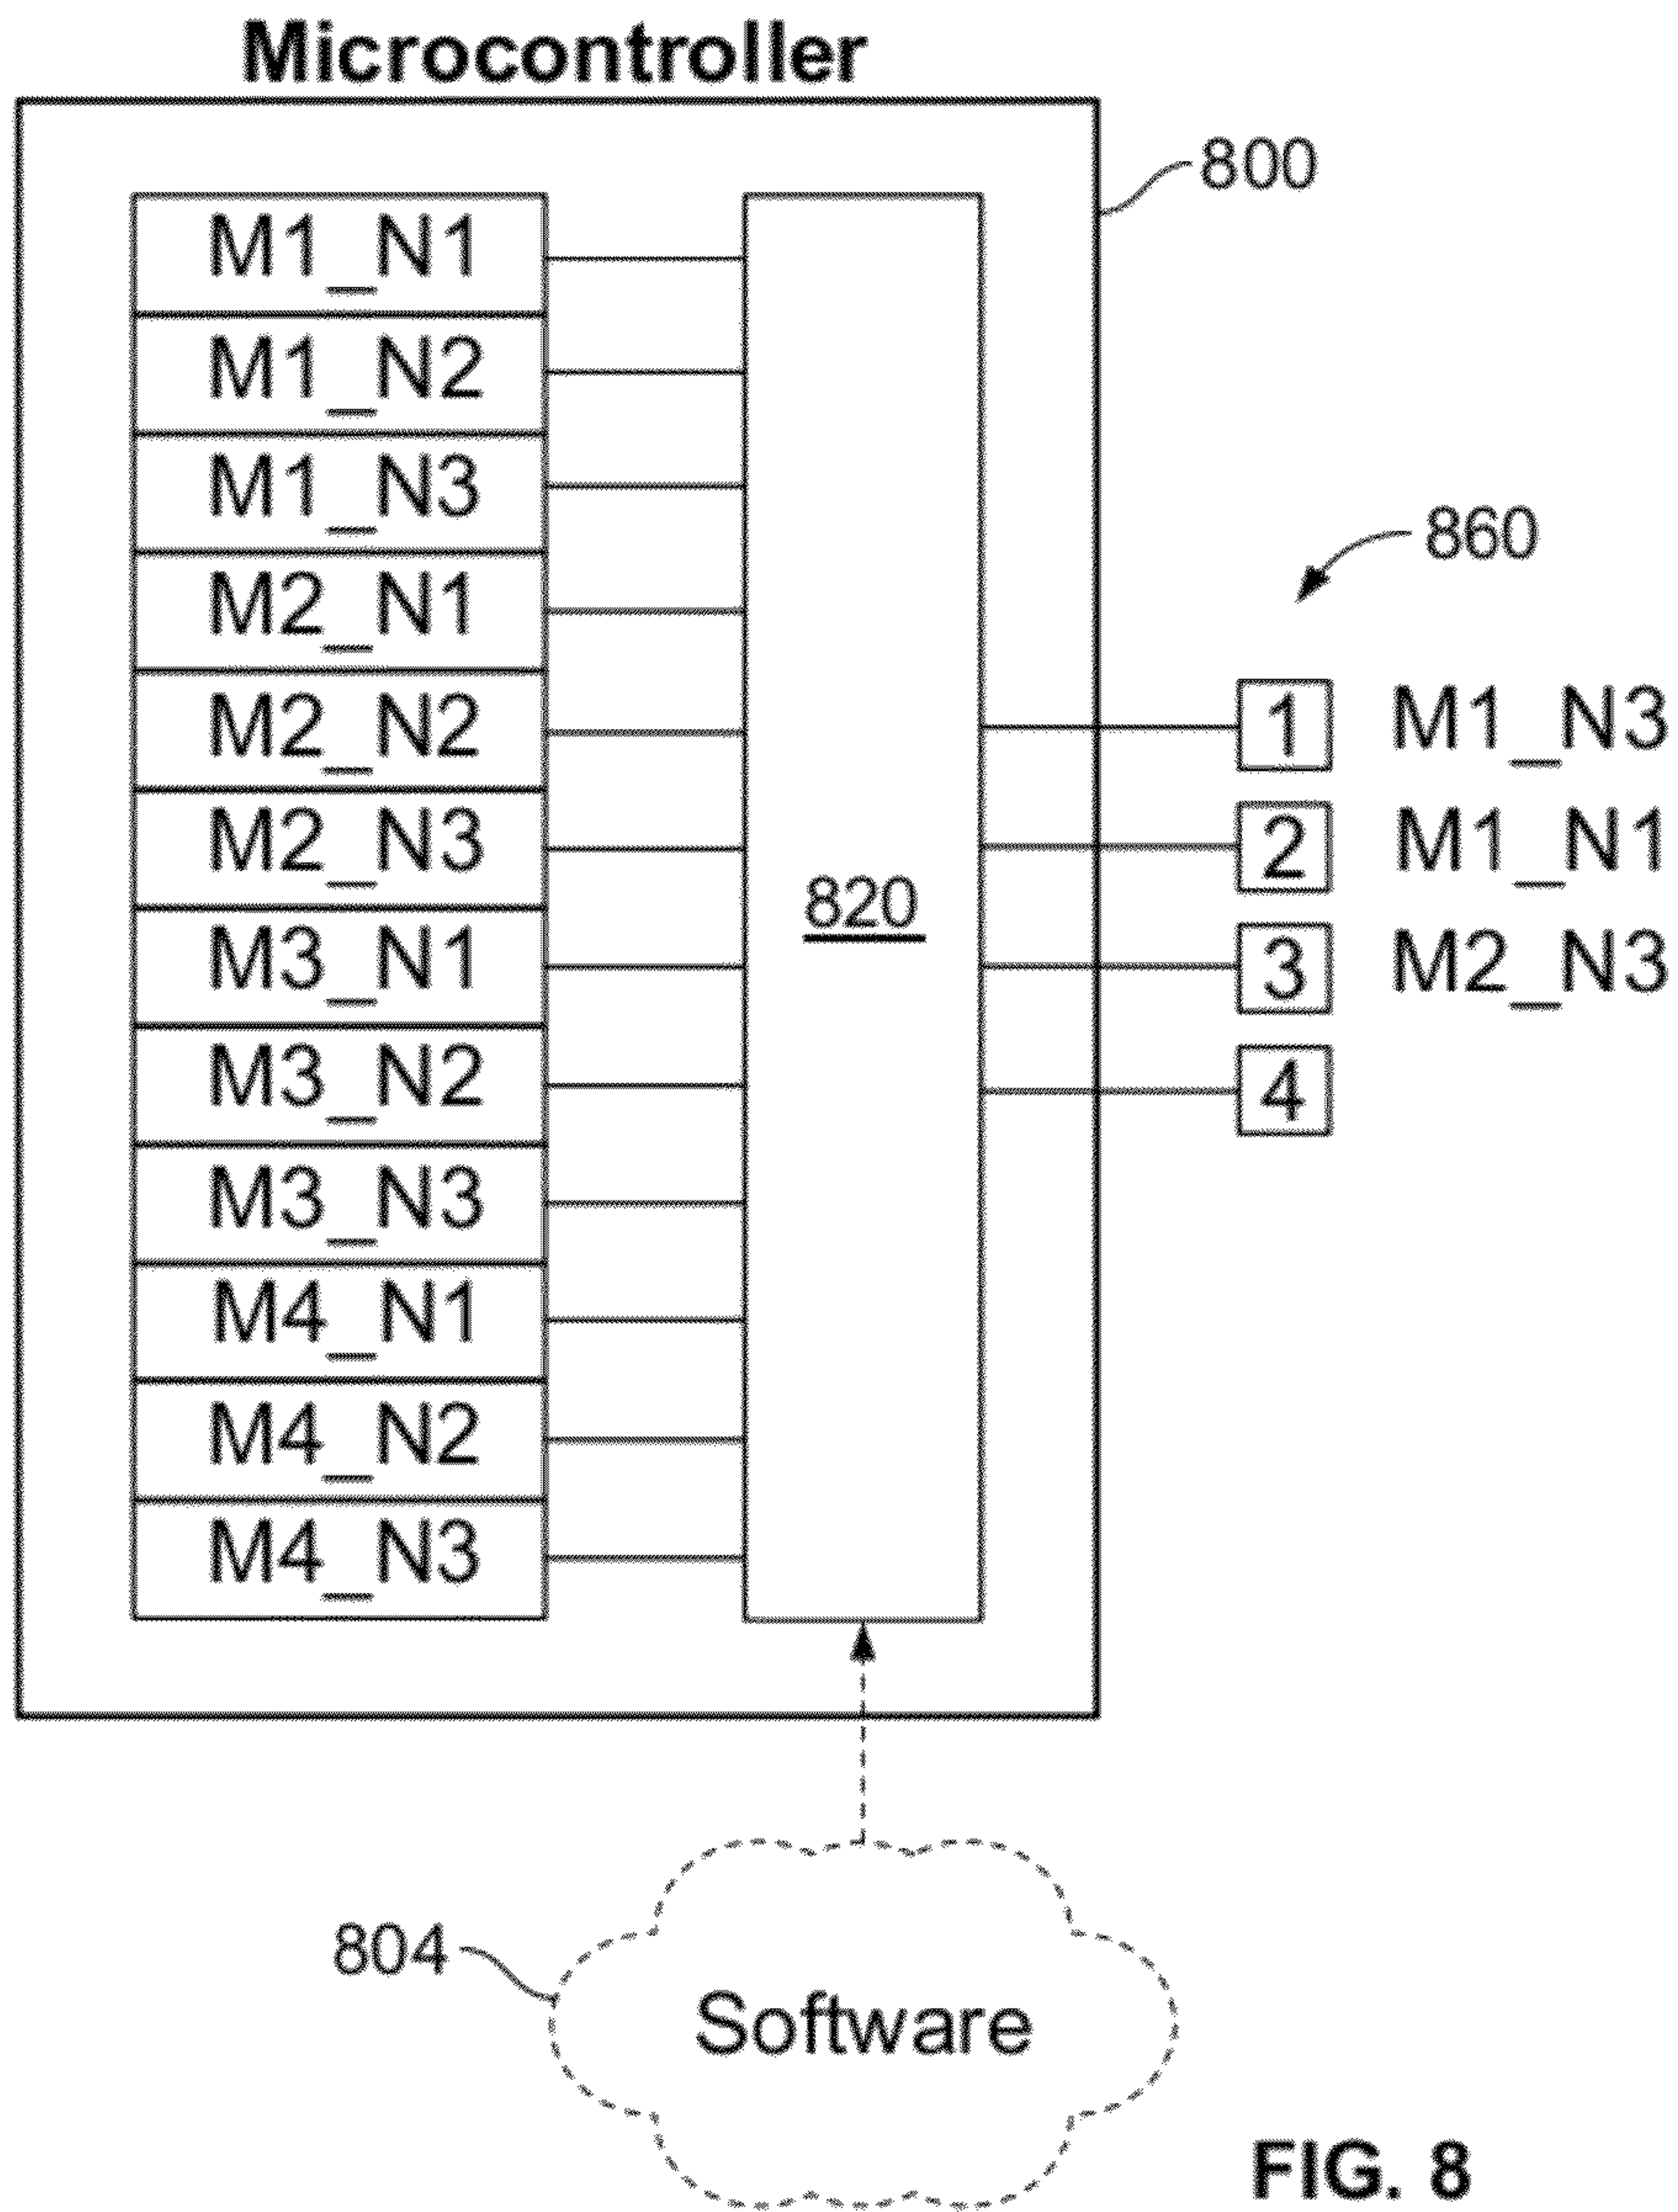 Microcontroller
800
M1_N1
M1_N2
M1_N3
M2_N1
M2_N2
M2_N3
M3_N1
M3_N2
M3_N3
M4_N1
M4_N2
M4_N3
820
860
1 M1_N3
2 M1_N1
3 M2_N3
4
804
Software
FIG. 8